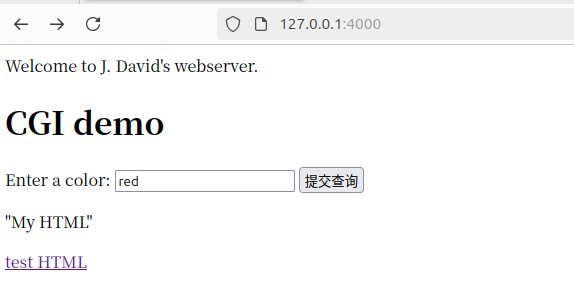 127.0.0.1:4000
Welcome to J. David's webserver.
CGI demo
Enter a color: red 提交查询
"My HTML"
test HTML